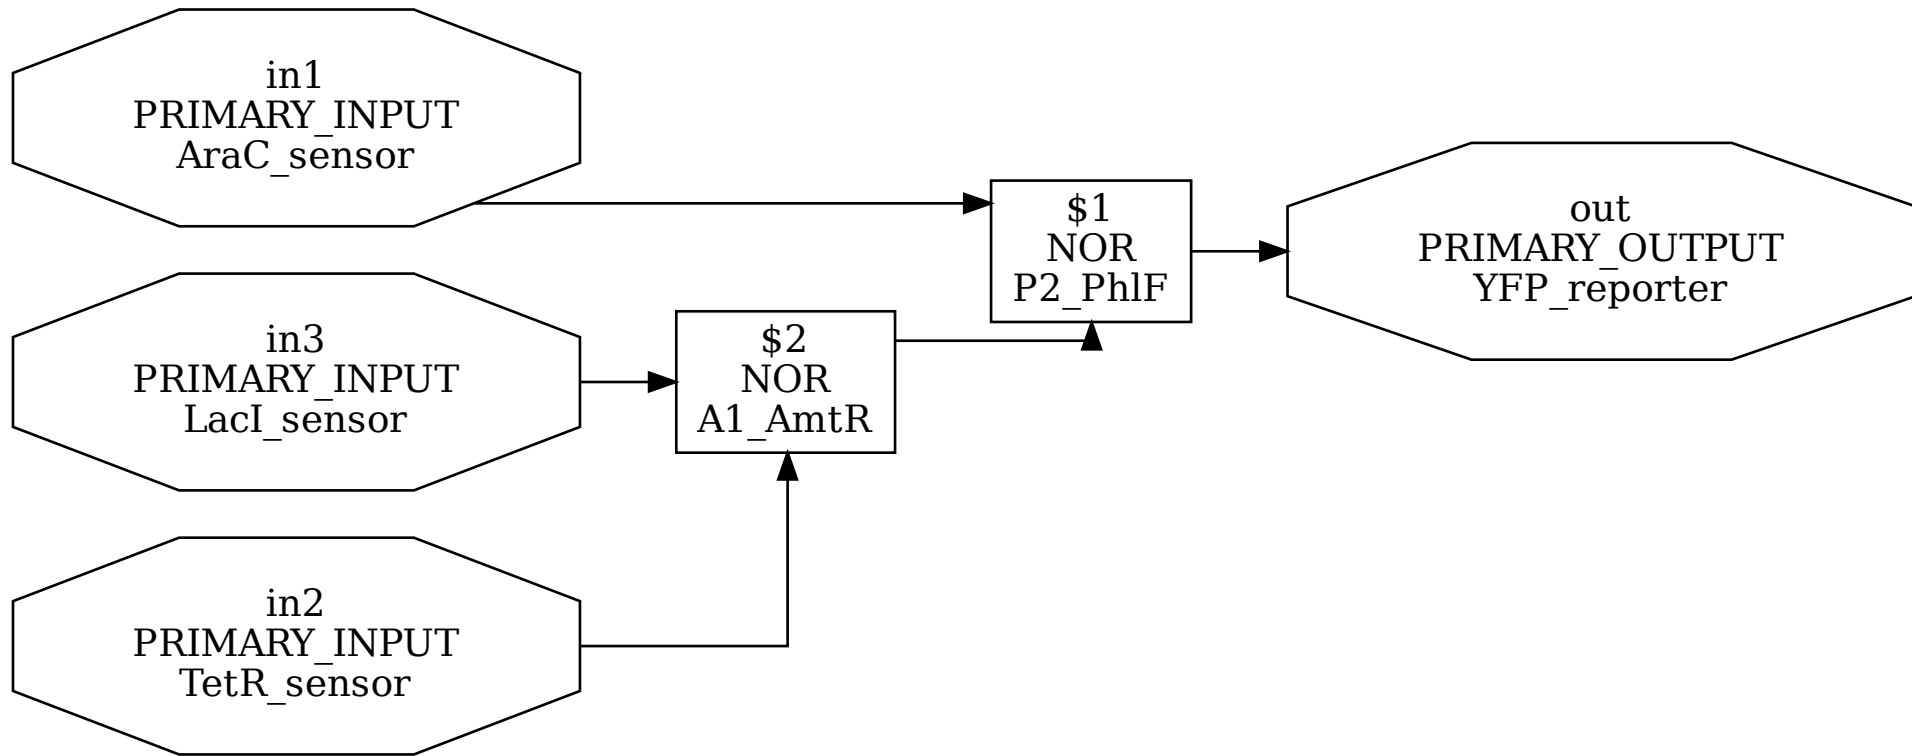 in1
PRIMARY_INPUT
AraC_sensor
$1
NOR
P2_PhlF
out
PRIMARY_OUTPUT
YFP_reporter
in3
PRIMARY_INPUT
LacI_sensor
$2
NOR
A1_AmtR
in2
PRIMARY_INPUT
TetR_sensor